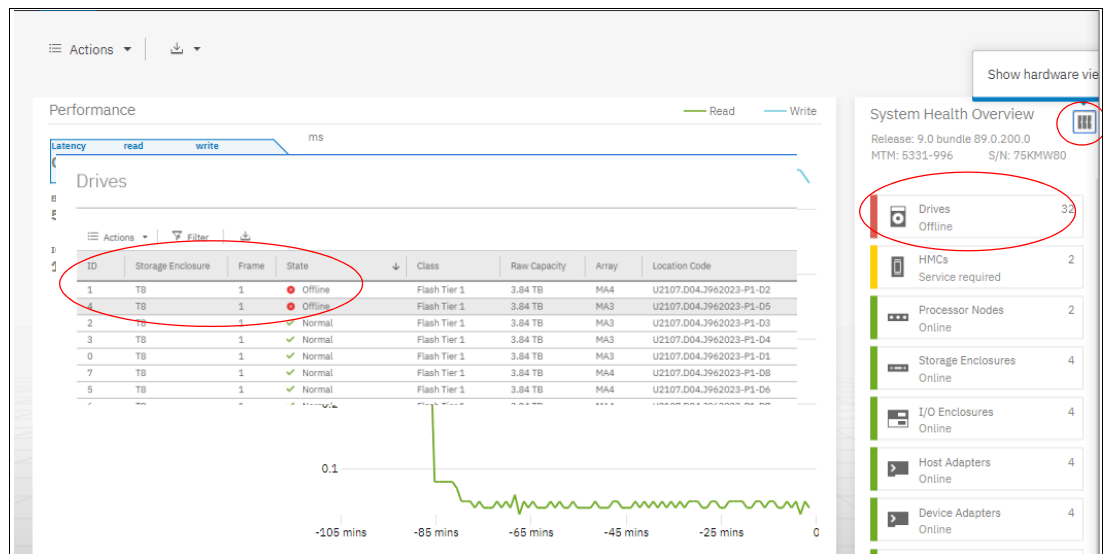 Actions
Show hardware vie
Performance
Read
Write
ms
Latency read write
Drives
Actions Filter
ID Storage Enclosure Frame State Class Raw Capacity Array Location Code
1 T8 1 Offline Flash Tier 1 3.84 TB MA4 U2107.D04.J962023-P1-D2
4 T8 1 Offline Flash Tier 1 3.84 TB MA3 U2107.D04.J962023-P1-D5
2 T8 1 Normal Flash Tier 1 3.84 TB MA3 U2107.D04.J962023-P1-D3
3 T8 1 Normal Flash Tier 1 3.84 TB MA3 U2107.D04.J962023-P1-D4
0 T8 1 Normal Flash Tier 1 3.84 TB MA3 U2107.D04.J962023-P1-D1
7 T8 1 Normal Flash Tier 1 3.84 TB MA4 U2107.D04.J962023-P1-D8
5 T8 1 Normal Flash Tier 1 3.84 TB MA4 U2107.D04.J962023-P1-D6
0.1
-105 mins -85 mins -65 mins -45 mins -25 mins 0
System Health Overview
Release: 9.0 bundle 89.0.200.0
MTM: 5331-996 S/N: 75KMW80
Drives 32
Offline
HMCs 2
Service required
Processor Nodes 2
Online
Storage Enclosures 4
Online
I/O Enclosures 4
Online
Host Adapters 4
Online
Device Adapters 4
Online